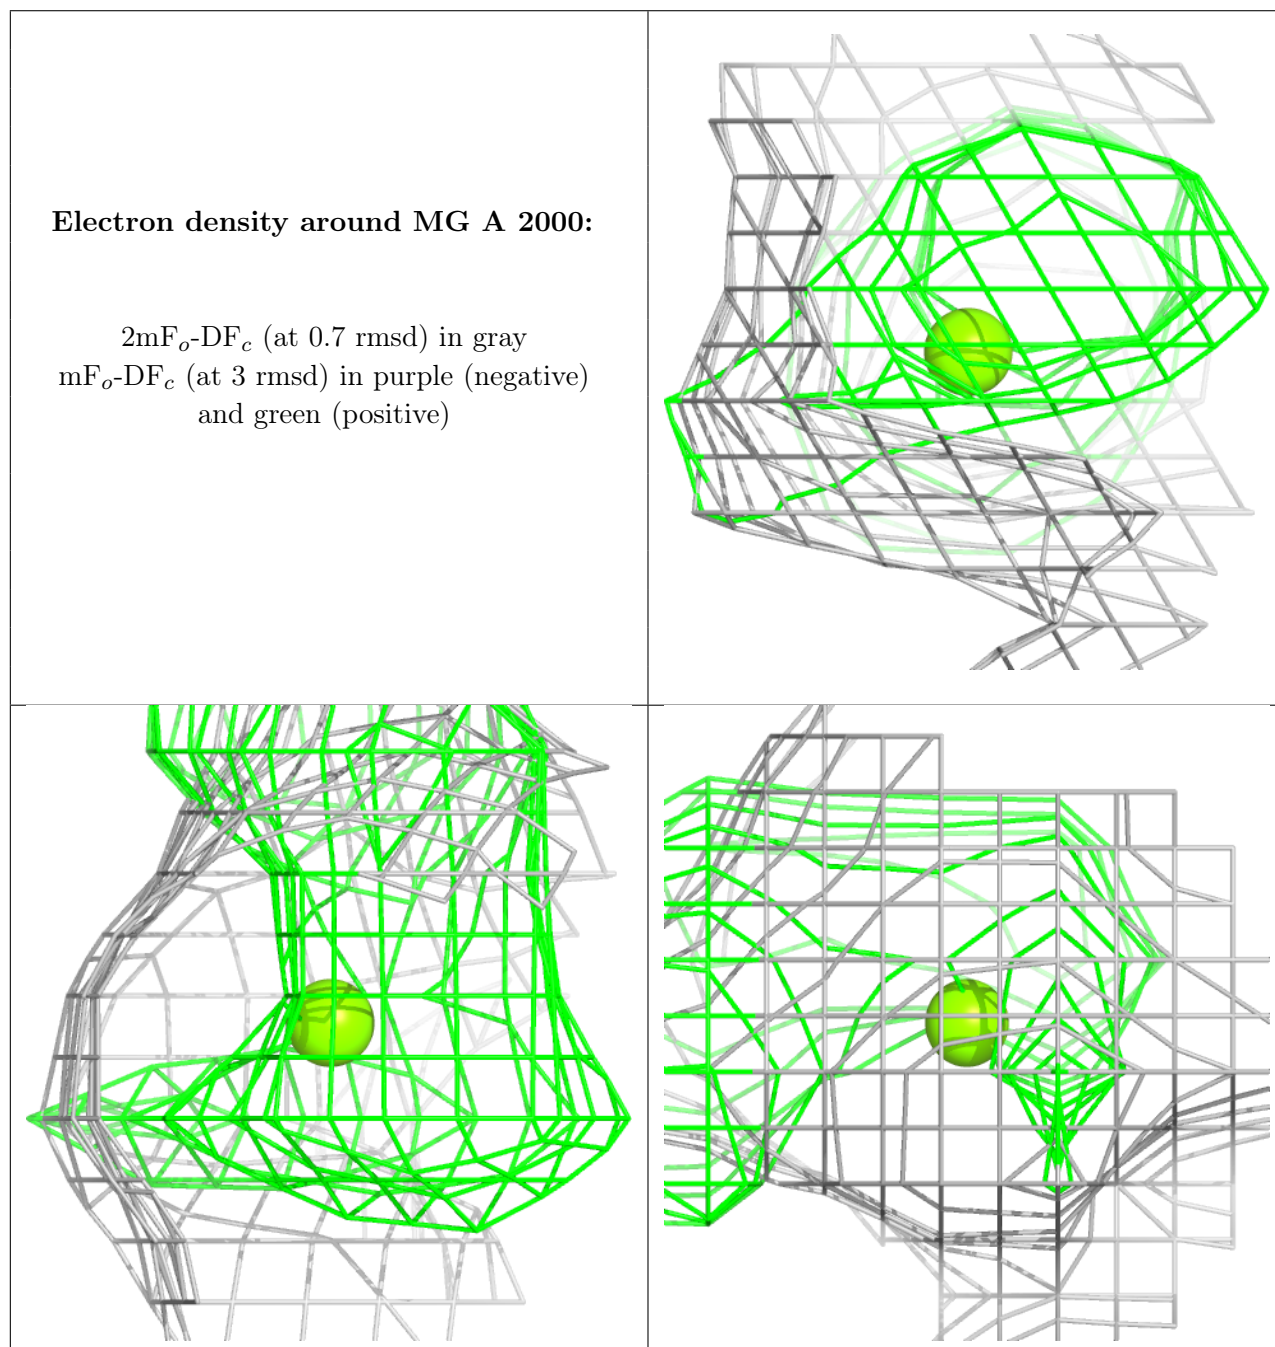 Electron density around MG A 2000:
2mFo-DFc (at 0.7 rmsd) in gray
mFo-DFc (at 3 rmsd) in purple (negative)
and green (positive)